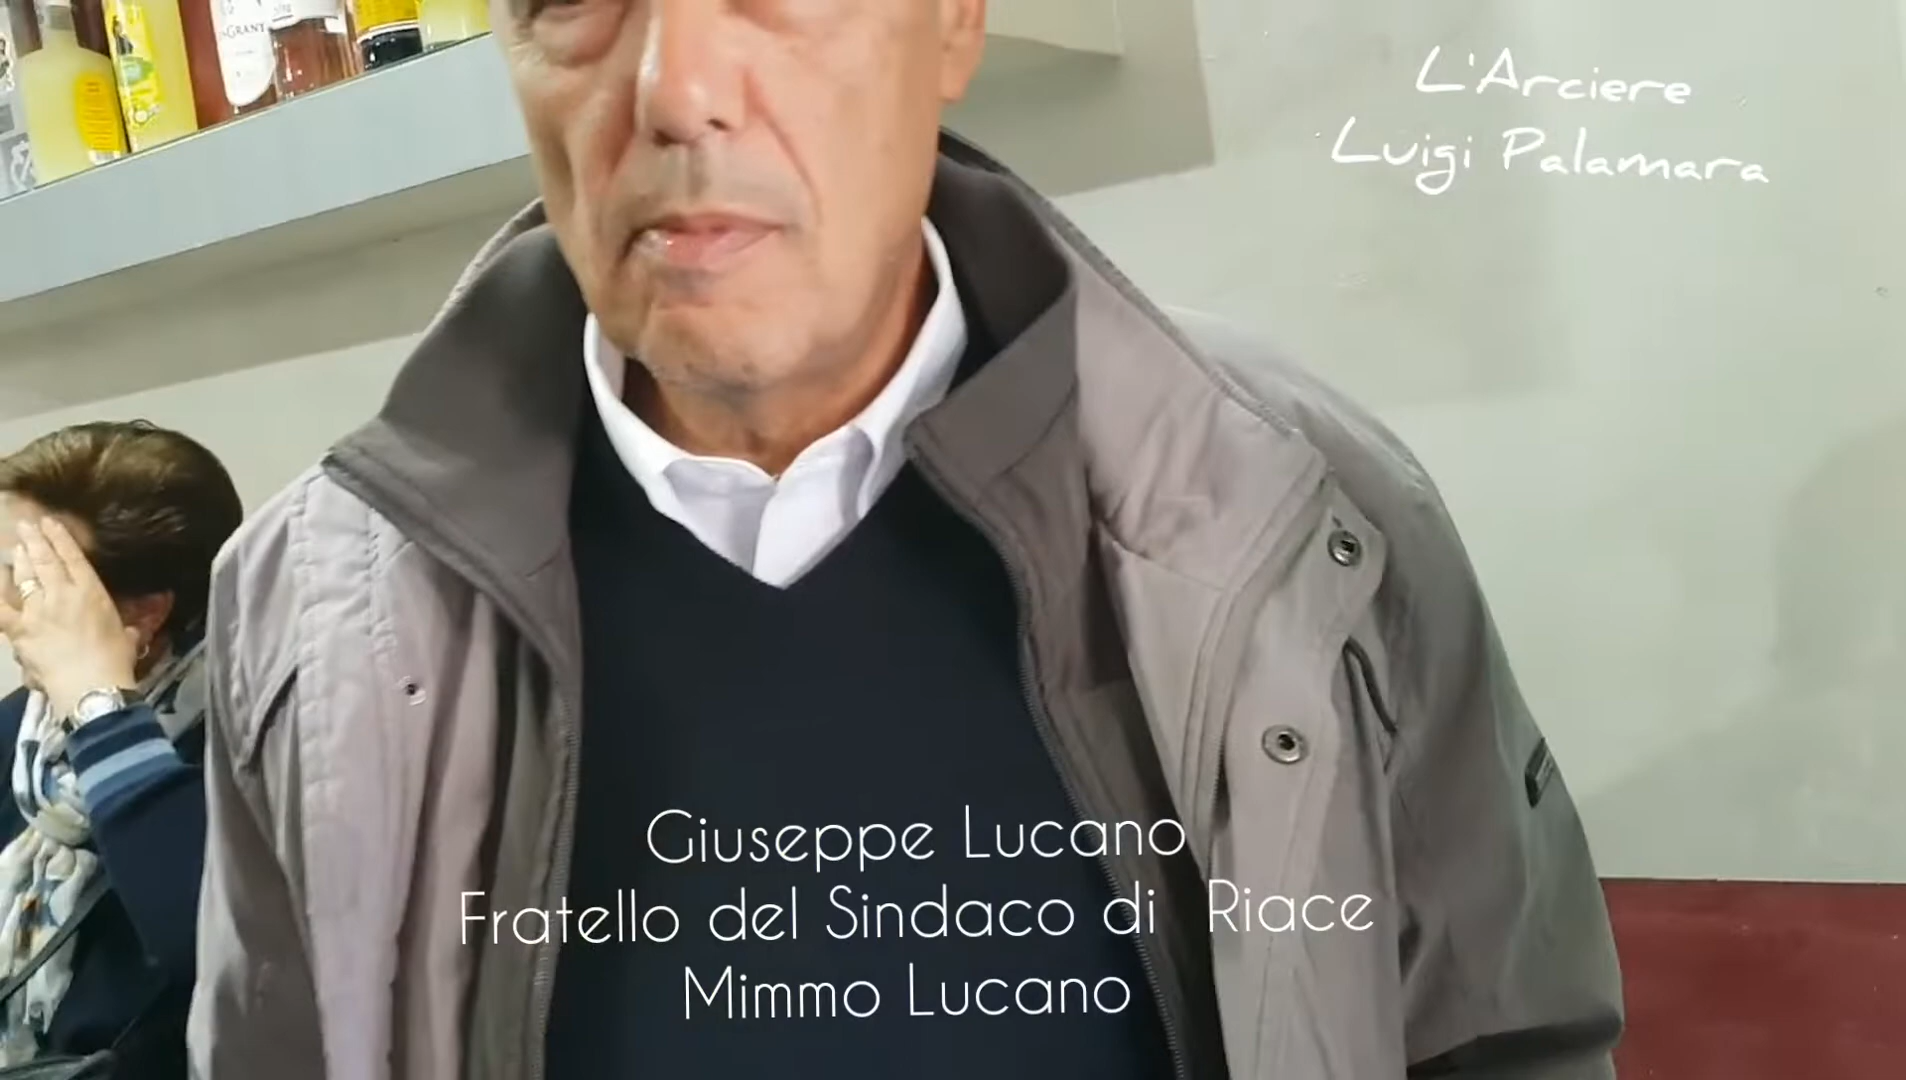 L'Arciere
Luigi Palamara
Giuseppe Lucano
Fratello del Sindaco di Riace
Mimmo Lucano